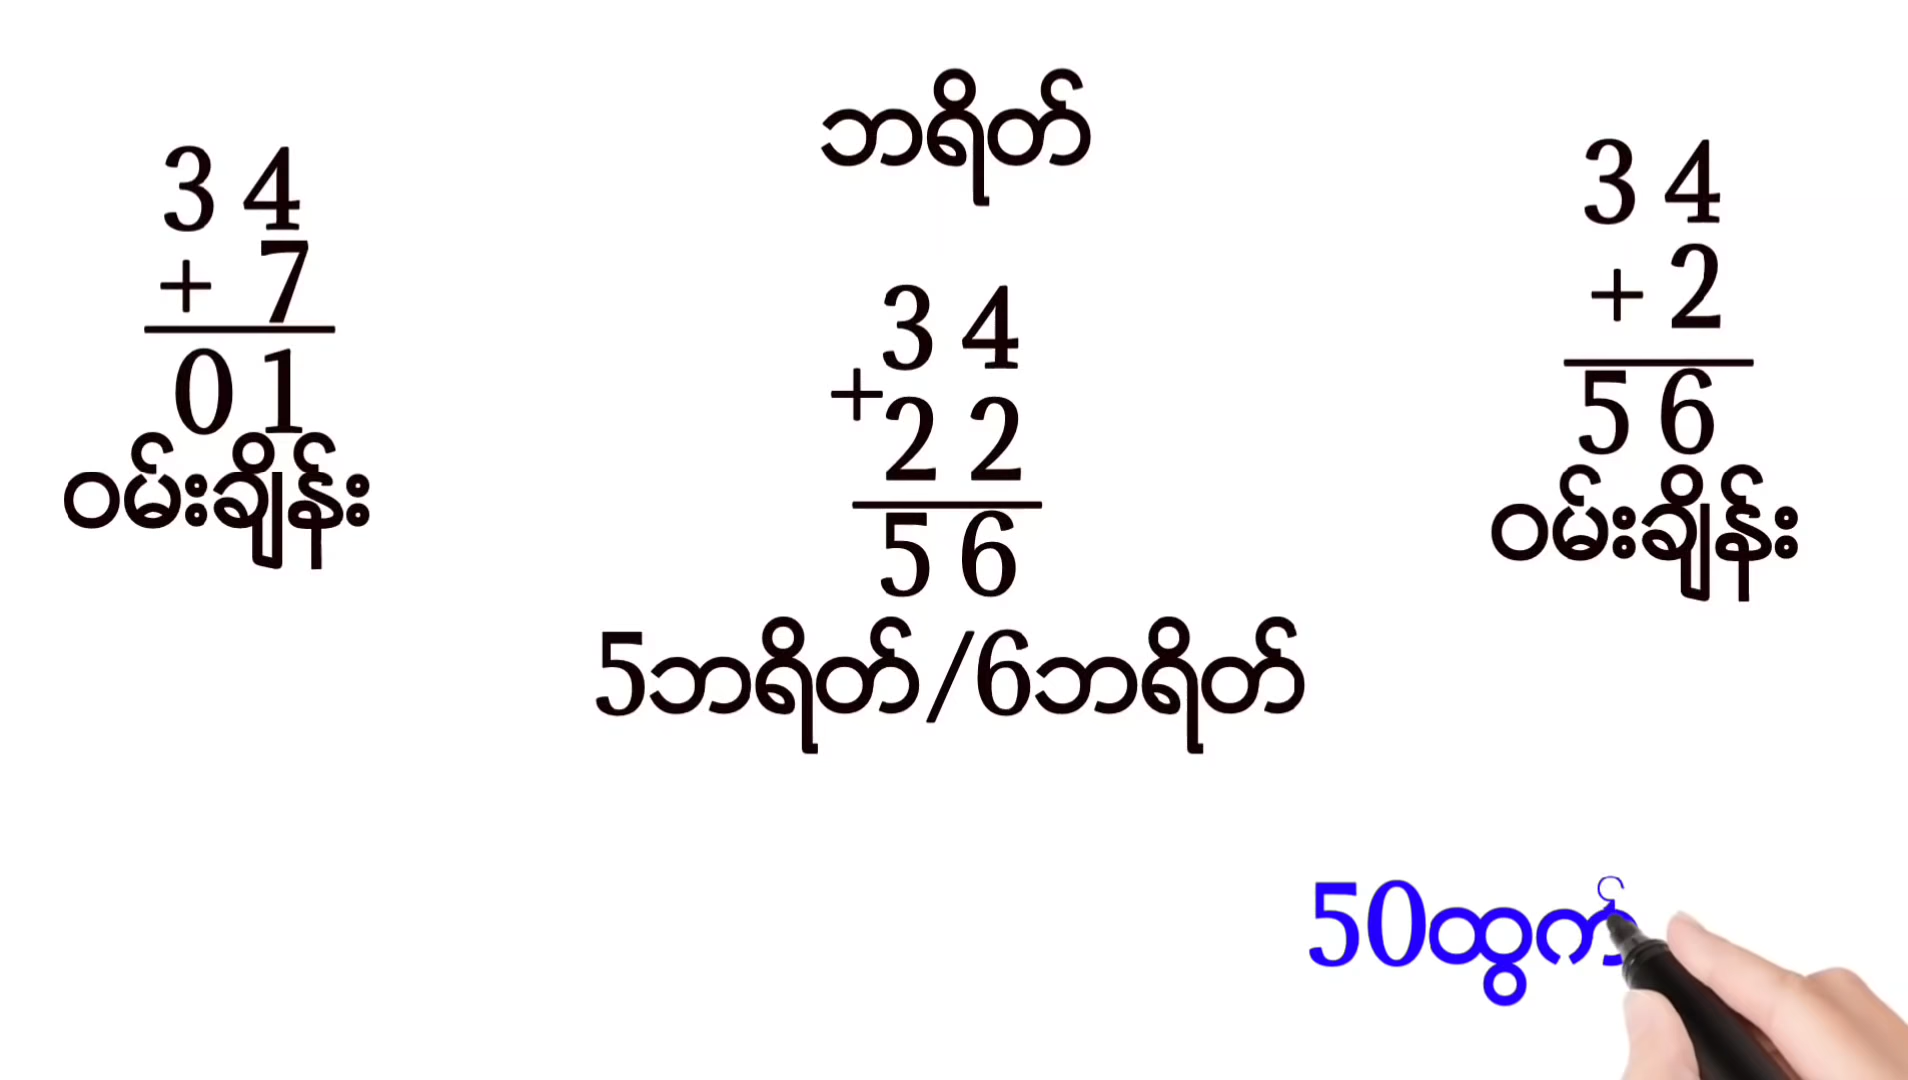 ဘရိတ်
3 4
+ 7
0 1
ဝမ်းချိန်း
3 4
+ 2 2
5 6
5ဘရိတ်/6ဘရိတ်
3 4
+ 2
5 6
ဝမ်းချိန်း
50ထွက်